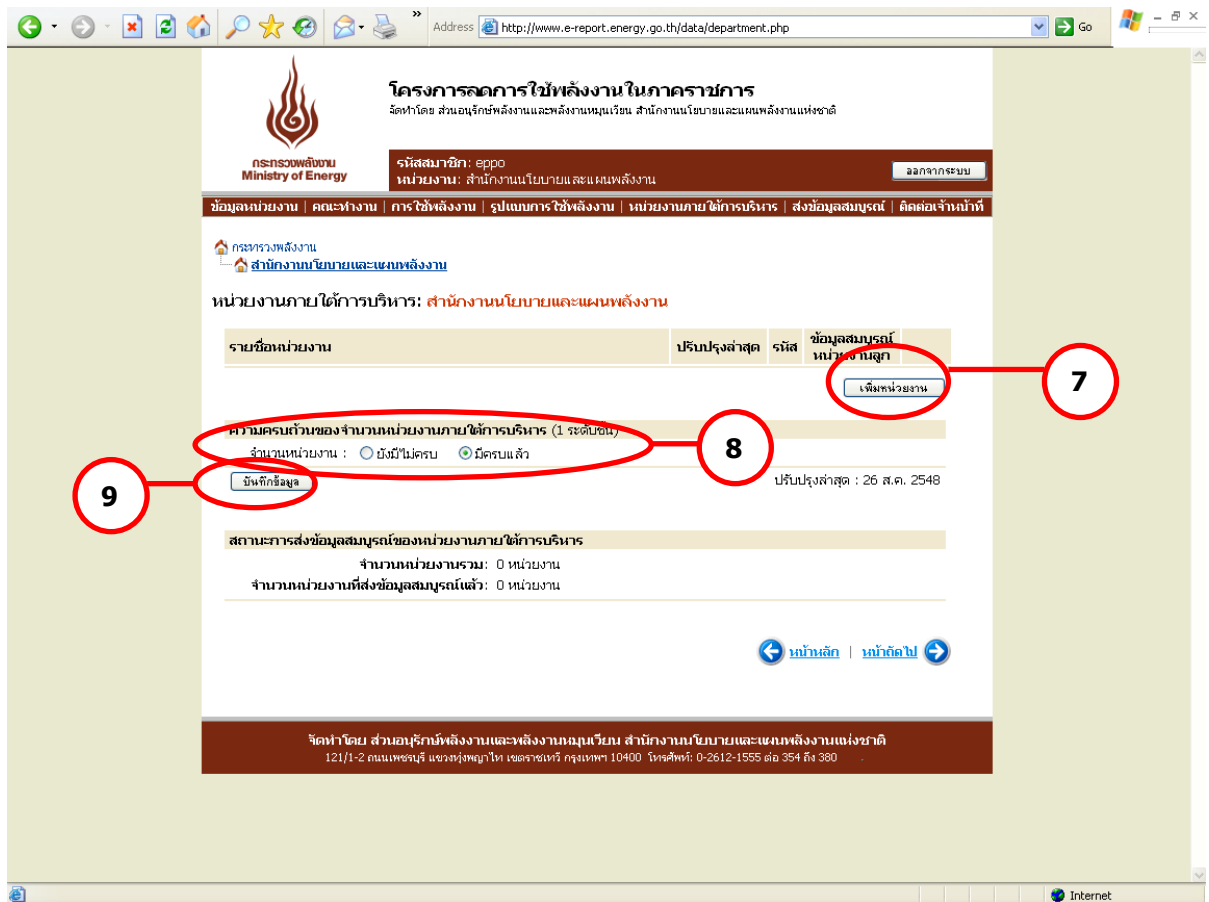 »
Address http://www.e-report.energy.go.th/data/department.php
Go
โครงการลดการใช้พลังงานในภาคราชการ
จัดทำโดย ส่วนอนุรักษ์พลังงานและพลังงานหมุนเวียน สำนักงานนโยบายและแผนพลังงานแห่งชาติ
กระทรวงพลังงาน
Ministry of Energy
รหัสสมาชิก: eppo
หน่วยงาน: สำนักงานนโยบายและแผนพลังงาน
ออกจากระบบ
ข้อมูลหน่วยงาน | คณะทำงาน | การใช้พลังงาน | รูปแบบการใช้พลังงาน | หน่วยงานภายใต้การบริหาร | ส่งข้อมูลสมบูรณ์ | ติดต่อเจ้าหน้าที่
กระทรวงพลังงาน
สำนักงานนโยบายและแผนพลังงาน
หน่วยงานภายใต้การบริหาร: สำนักงานนโยบายและแผนพลังงาน
รายชื่อหน่วยงาน ปรับปรุงล่าสุด รหัส ข้อมูลสมบูรณ์
หน่วยงานลูก
เพิ่มหน่วยงาน
7
ความครบถ้วนของจำนวนหน่วยงานภายใต้การบริหาร (1 ระดับชั้น)
จำนวนหน่วยงาน : ยังมีไม่ครบ มีครบแล้ว
8
บันทึกข้อมูล
9
ปรับปรุงล่าสุด : 26 ส.ค. 2548
สถานะการส่งข้อมูลสมบูรณ์ของหน่วยงานภายใต้การบริหาร
จำนวนหน่วยงานรวม: 0 หน่วยงาน
จำนวนหน่วยงานที่ส่งข้อมูลสมบูรณ์แล้ว: 0 หน่วยงาน
หน้าหลัก | หน้าถัดไป
จัดทำโดย ส่วนอนุรักษ์พลังงานและพลังงานหมุนเวียน สำนักงานนโยบายและแผนพลังงานแห่งชาติ
121/1-2 ถนนเพชรบุรี แขวงทุ่งพญาไท เขตราชเทวี กรุงเทพฯ 10400 โทรศัพท์: 0-2612-1555 ต่อ 354 ถึง 380
Internet